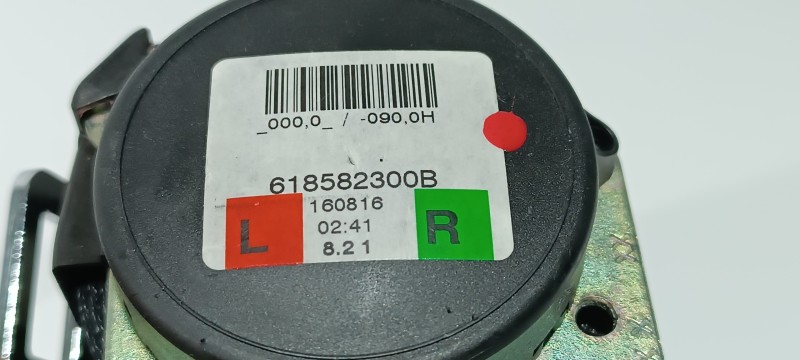 _000,0_ / -090,0H
618582300B
160816
L 02:41 R
8.2 1